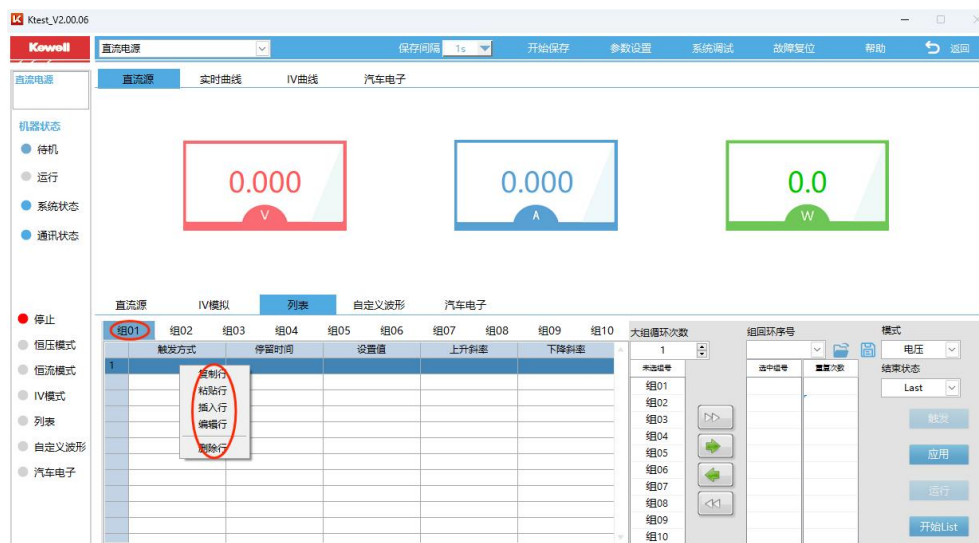 Ktest_V2.00.06
Kewell
直流电源
保存间隔 1s 开始保存 参数设置 系统调试 故障复位 帮助 返回
直流电源
直流源 实时曲线 IV曲线 汽车电子
机器状态
待机
运行
系统状态
通讯状态
0.000
V
0.000
A
0.0
W
直流源 IV模拟 列表 自定义波形 汽车电子
停止
恒压模式
恒流模式
IV模式
列表
自定义波形
汽车电子
组01 组02 组03 组04 组05 组06 组07 组08 组09 组10
触发方式 停留时间 设置值 上升斜率 下降斜率
1
复制行
粘贴行
插入行
编辑行
删除行
大组循环次数
1
未选组号
组01
组02
组03
组04
组05
组06
组07
组08
组09
组10
组回环序号
选中组号 重复次数
模式
电压
结束状态
Last
触发
应用
运行
开始List